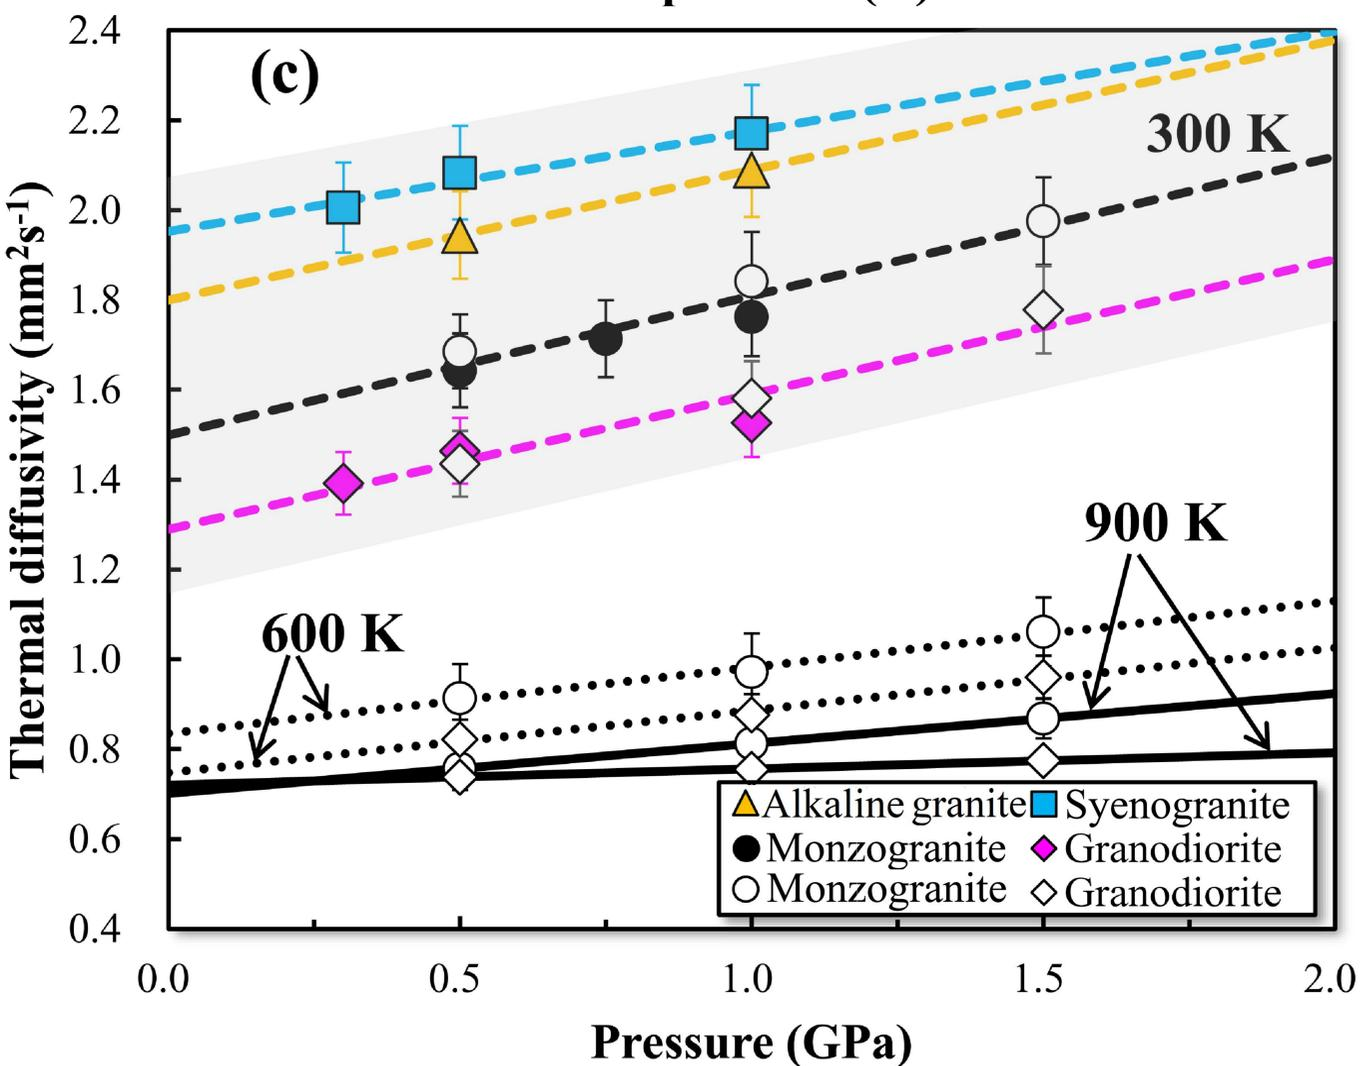 (c)
Thermal diffusivity (mm²s⁻¹)
2.4
2.2
2.0
1.8
1.6
1.4
1.2
1.0
0.8
0.6
0.4
300 K
900 K
600 K
Alkaline granite Syenogranite
Monzogranite Granodiorite
Monzogranite Granodiorite
0.0 0.5 1.0 1.5 2.0
Pressure (GPa)